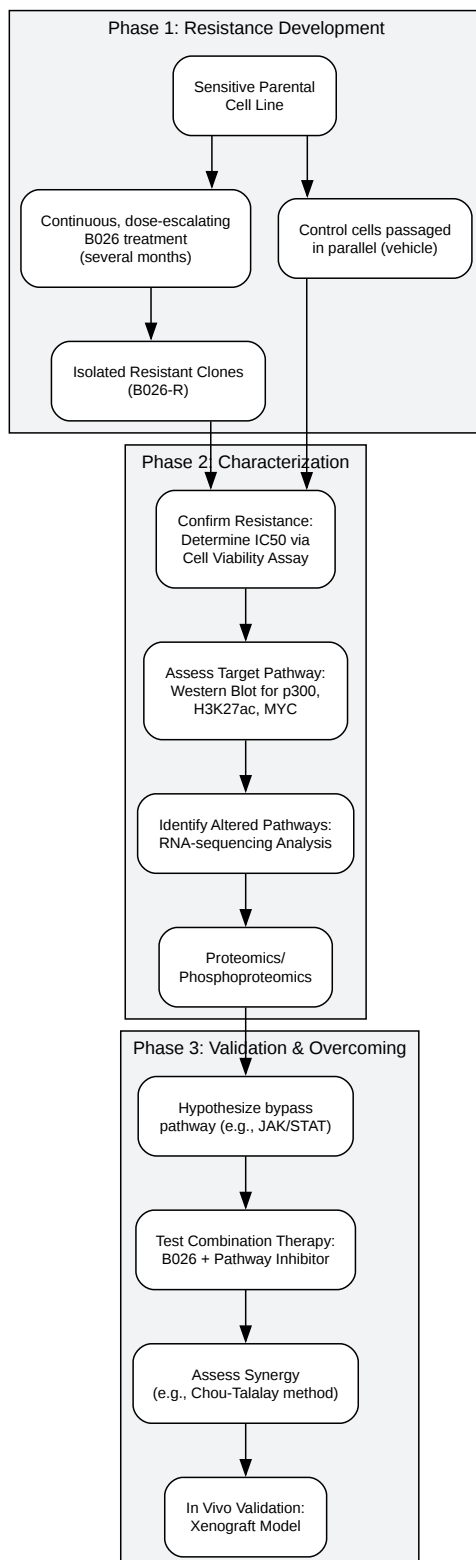 Phase 1: Resistance Development
Sensitive Parental
Cell Line
Continuous, dose-escalating
B026 treatment
(several months)
Control cells passaged
in parallel (vehicle)
Isolated Resistant Clones
(B026-R)
Phase 2: Characterization
Confirm Resistance:
Determine IC50 via
Cell Viability Assay
Assess Target Pathway:
Western Blot for p300,
H3K27ac, MYC
Identify Altered Pathways:
RNA-sequencing Analysis
Proteomics/
Phosphoproteomics
Phase 3: Validation & Overcoming
Hypothesize bypass
pathway (e.g., JAK/STAT)
Test Combination Therapy:
B026 + Pathway Inhibitor
Assess Synergy
(e.g., Chou-Talalay method)
In Vivo Validation:
Xenograft Model